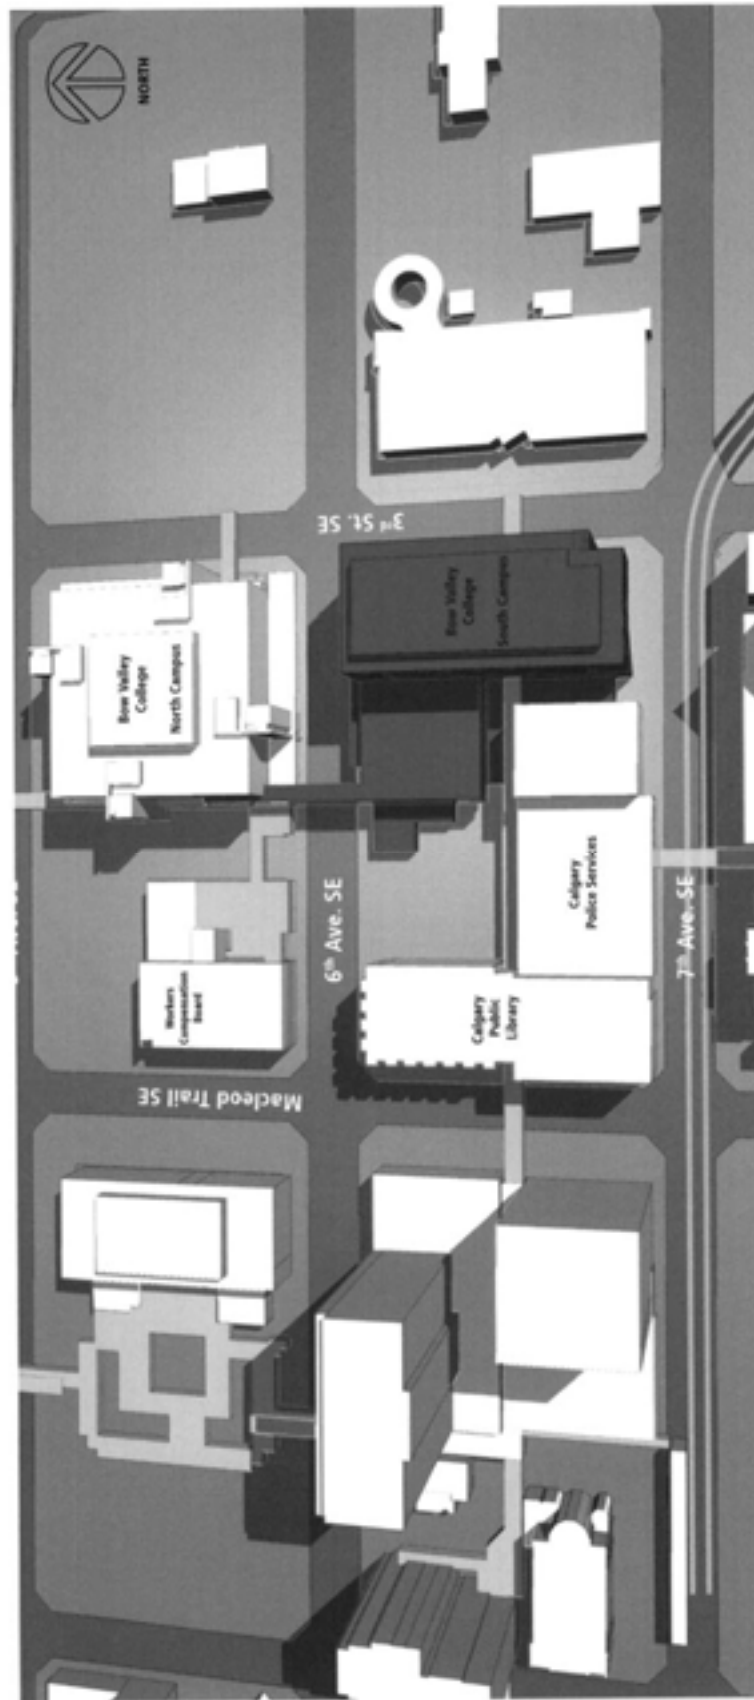 NORTH
3rd St. SE
Bow Valley
College
North Campus
Bow Valley
College
South Campus
6th Ave. SE
Calgary
Police Services
7th Ave. SE
Workers
Compensation
Board
Calgary
Public
Library
Macleod Trail SE